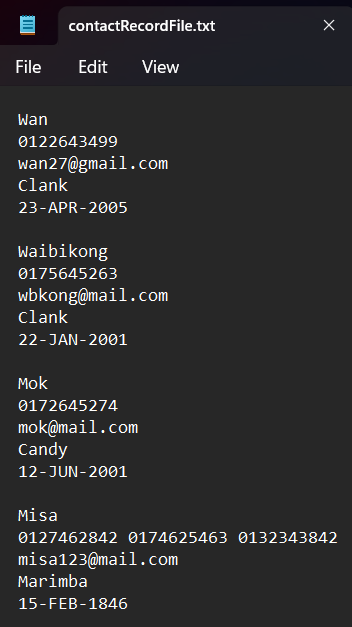 contactRecordFile.txt
File Edit View
Wan
0122643499
wan27@gmail.com
Clank
23-APR-2005
Waibikong
0175645263
wbkong@mail.com
Clank
22-JAN-2001
Mok
0172645274
mok@mail.com
Candy
12-JUN-2001
Misa
0127462842 0174625463 0132343842
misa123@mail.com
Marimba
15-FEB-1846